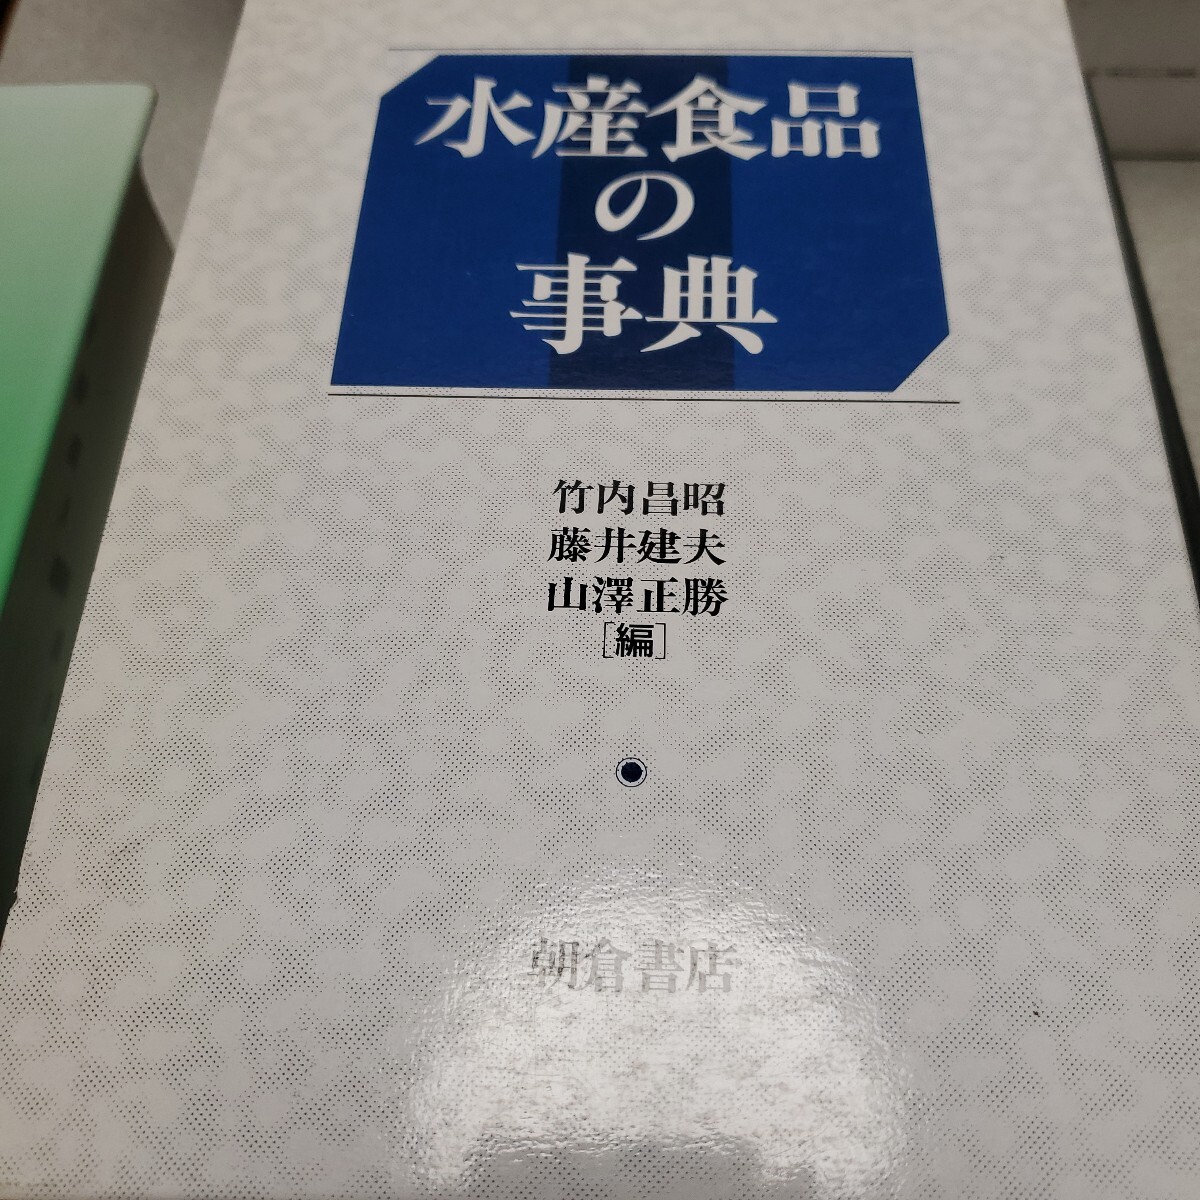 水産食品
の
事典
竹内昌昭
藤井建夫
山澤正勝
[編]
朝倉書店